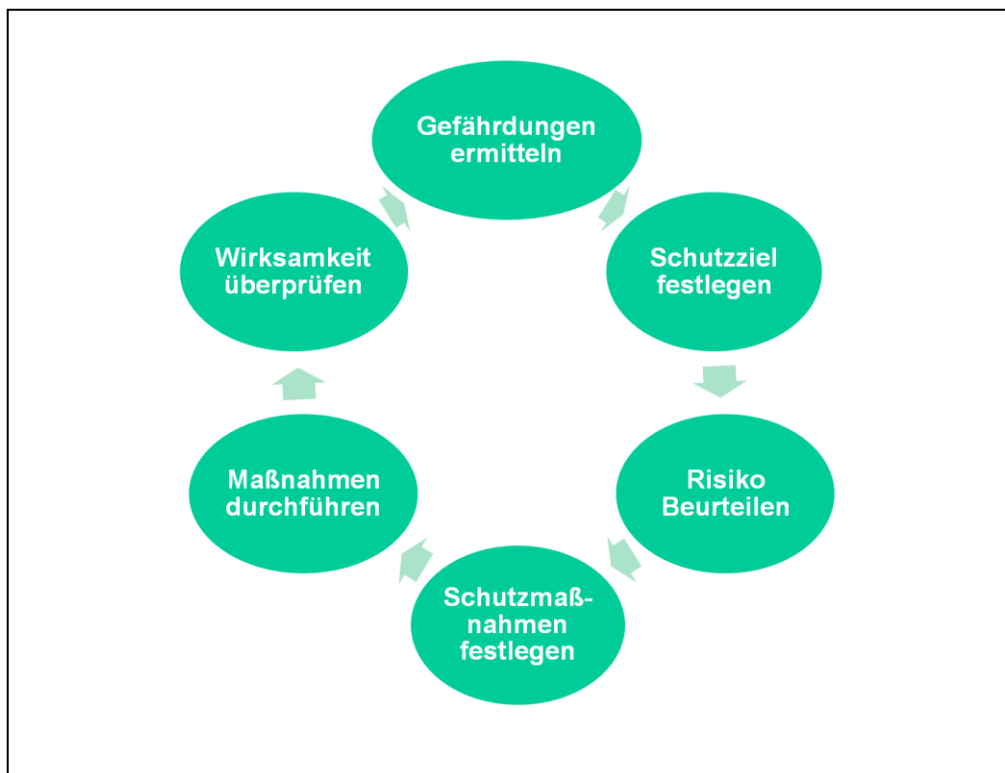 Gefährdungen
ermitteln
Schutzziel
festlegen
Risiko
Beurteilen
Schutzmaß-
nahmen
festlegen
Maßnahmen
durchführen
Wirksamkeit
überprüfen